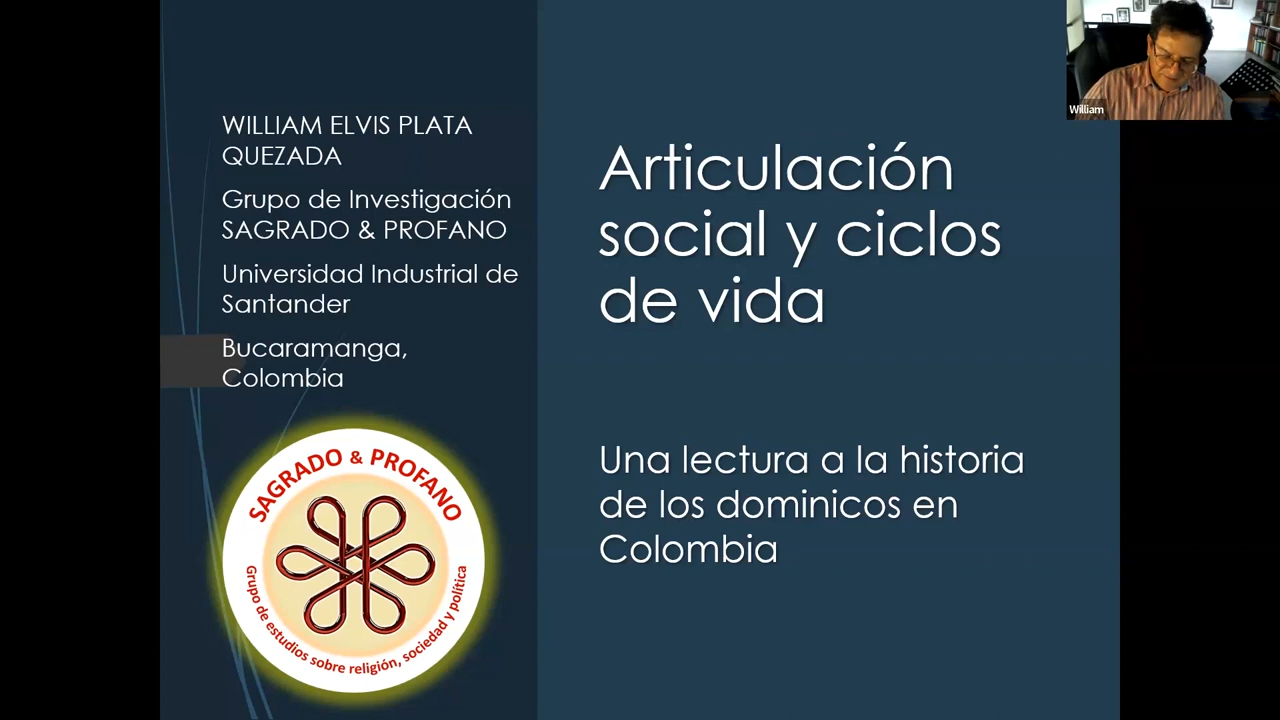 WILLIAM ELVIS PLATA
QUEZADA
Grupo de Investigación
SAGRADO & PROFANO
Universidad Industrial de
Santander
Bucaramanga,
Colombia
SAGRADO & PROFANO
Grupo de estudios sobre religión, sociedad y política
Articulación
social y ciclos
de vida
Una lectura a la historia
de los dominicos en
Colombia
William